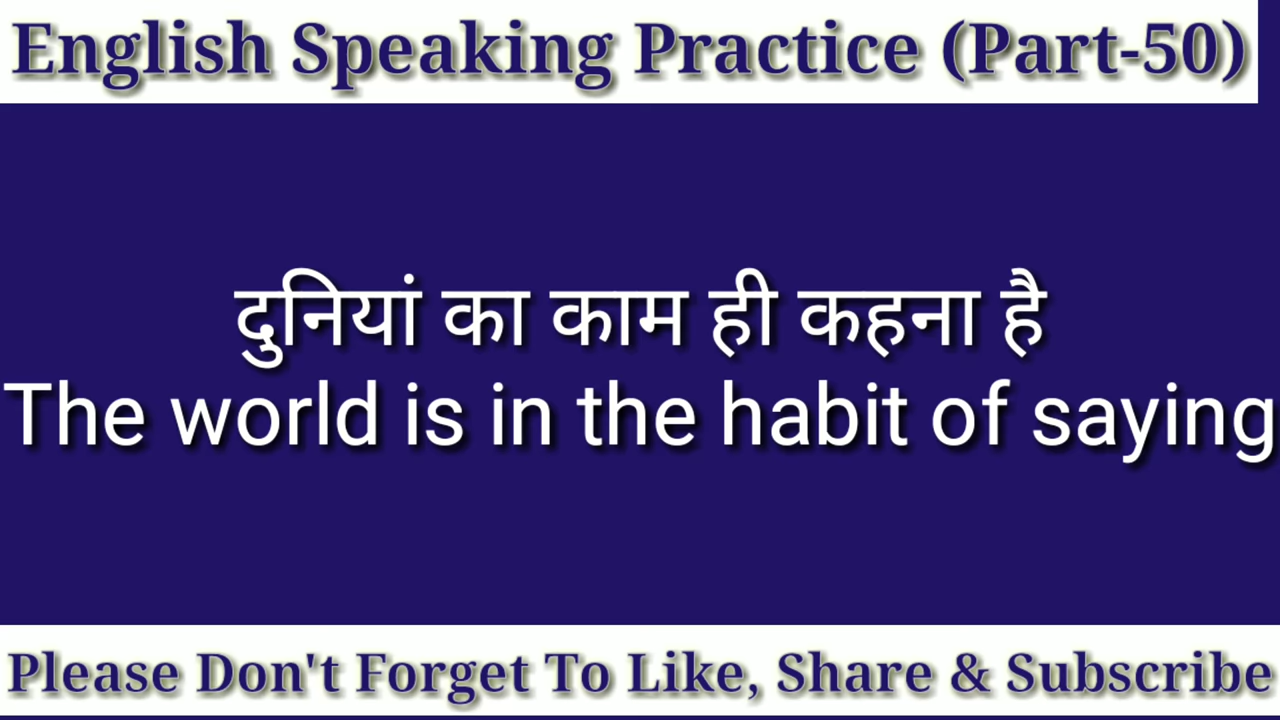 English Speaking Practice (Part-50)
दुनियां का काम ही कहना है
The world is in the habit of saying
Please Don't Forget To Like, Share & Subscribe